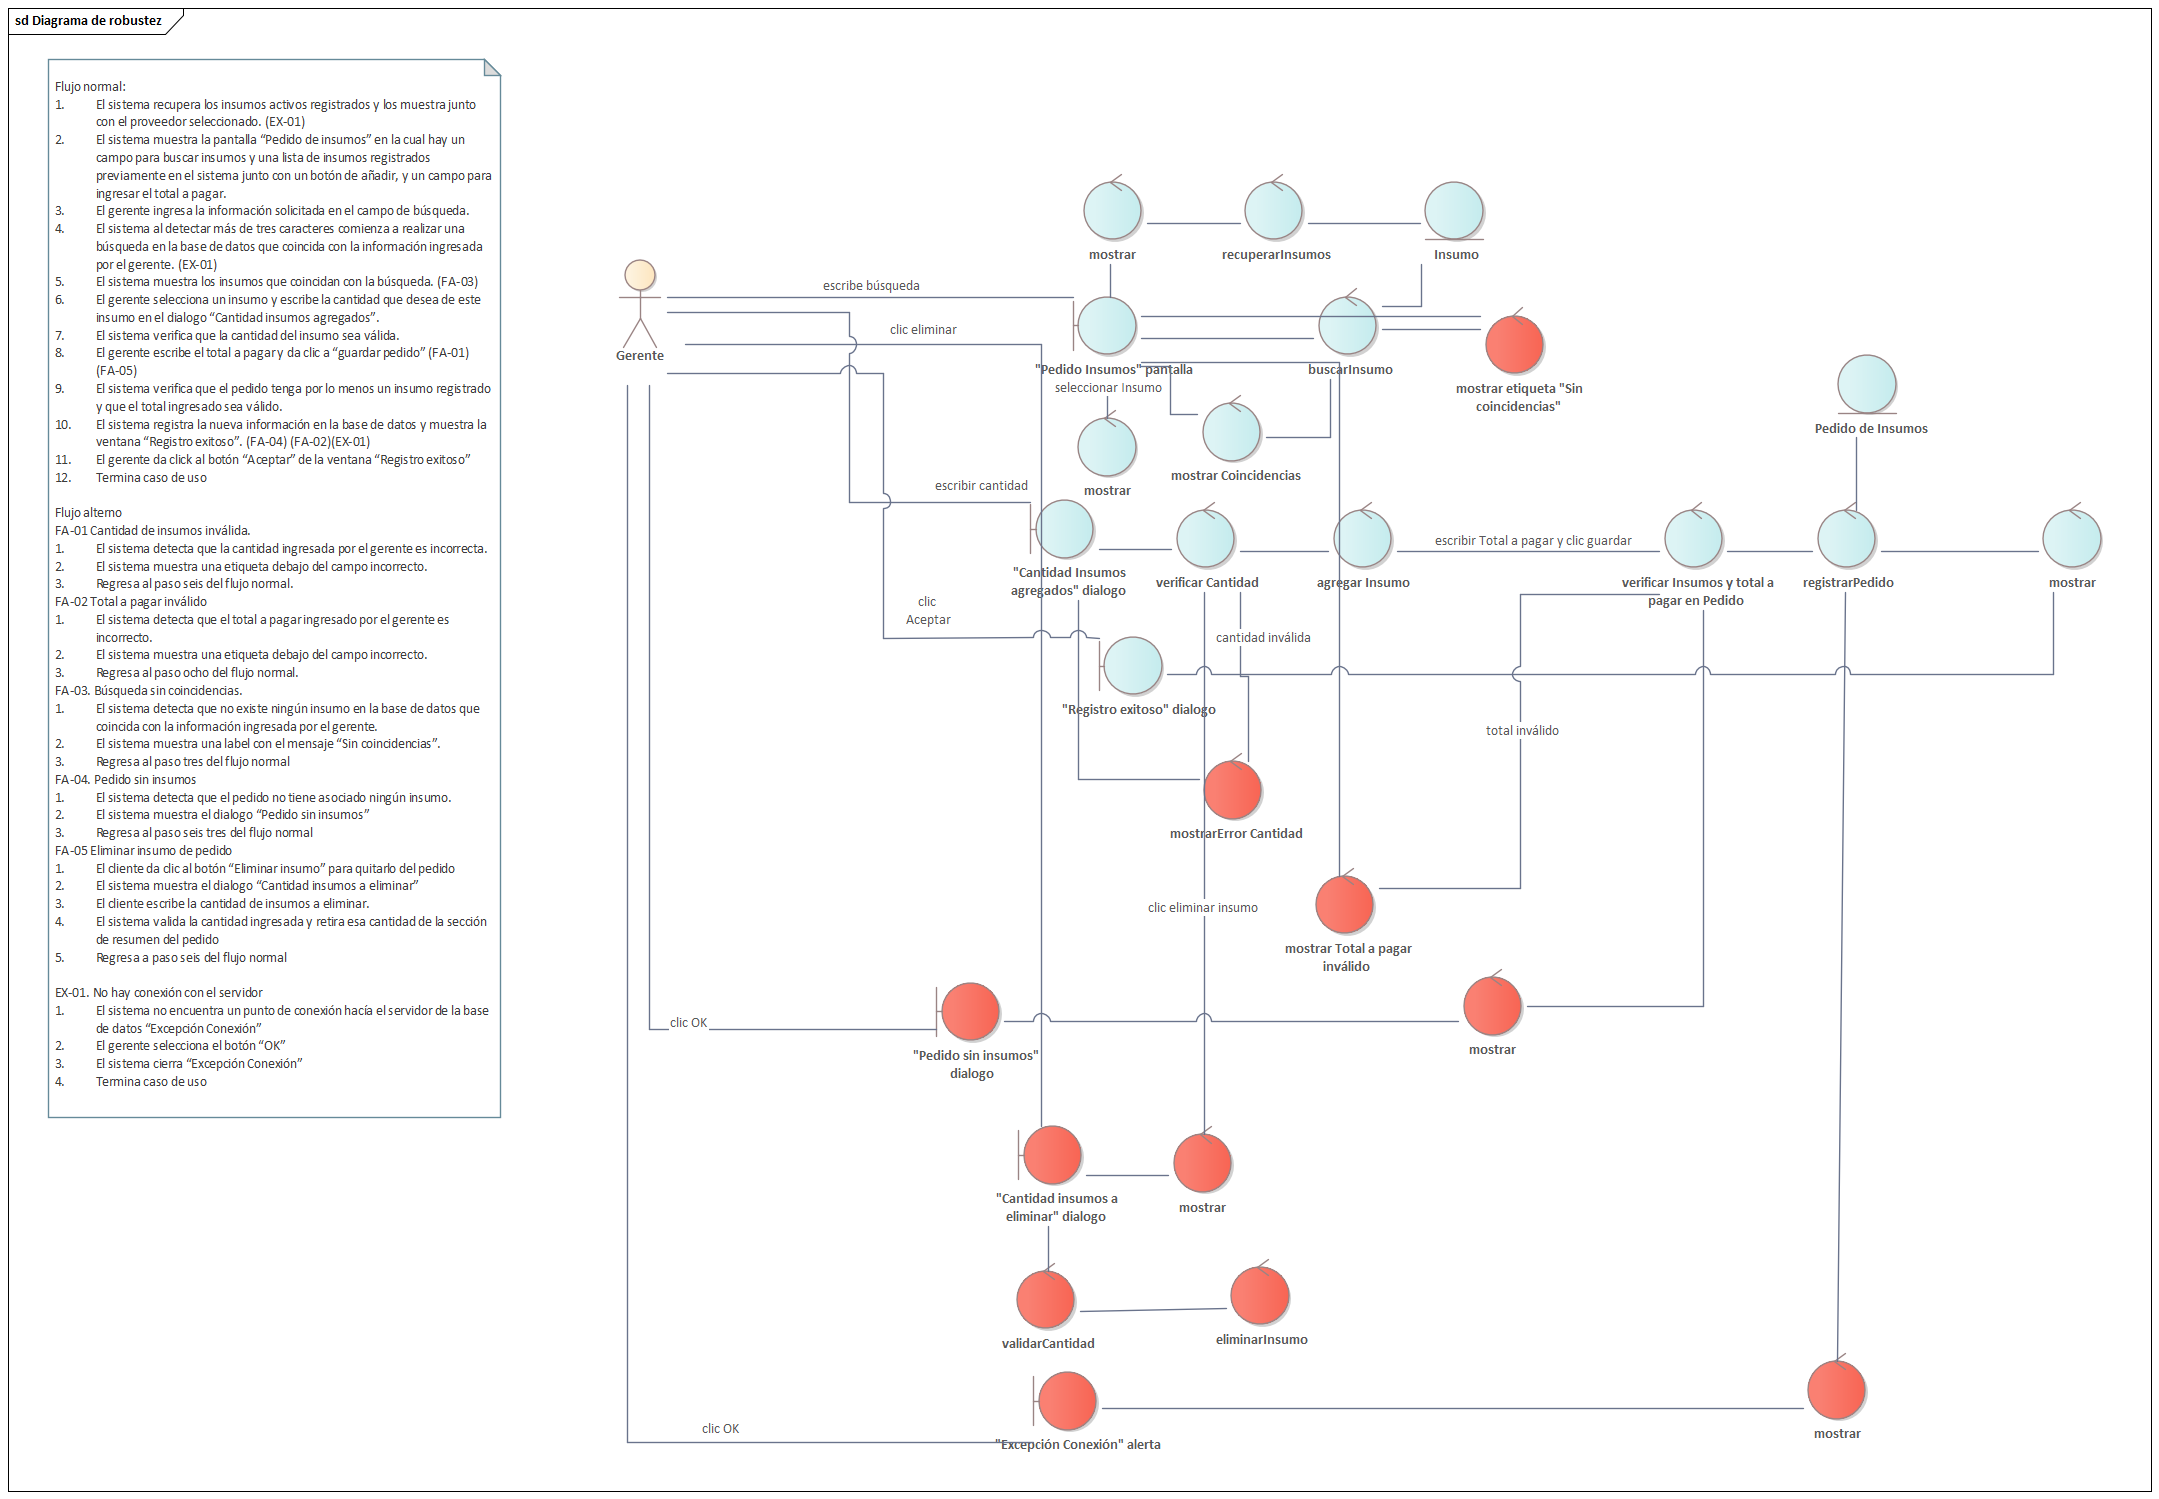 sd Diagrama de robustez
Flujo normal:
1. El sistema recupera los insumos activos registrados y los muestra junto
con el proveedor seleccionado. (EX-01)
2. El sistema muestra la pantalla “Pedido de insumos” en la cual hay un
campo para buscar insumos y una lista de insumos registrados
previamente en el sistema junto con un botón de añadir, y un campo para
ingresar el total a pagar.
3. El gerente ingresa la información solicitada en el campo de búsqueda.
4. El sistema al detectar más de tres caracteres comienza a realizar una
búsqueda en la base de datos que coincida con la información ingresada
por el gerente. (EX-01)
5. El sistema muestra los insumos que coincidan con la búsqueda. (FA-03)
6. El gerente selecciona un insumo y escribe la cantidad que desea de este
insumo en el dialogo “Cantidad insumos agregados”.
7. El sistema verifica que la cantidad del insumo sea válida.
8. El gerente escribe el total a pagar y da clic a “guardar pedido” (FA-01)
(FA-05)
9. El sistema verifica que el pedido tenga por lo menos un insumo registrado
y que el total ingresado sea válido.
10. El sistema registra la nueva información en la base de datos y muestra la
ventana “Registro exitoso”. (FA-04) (FA-02)(EX-01)
11. El gerente da click al botón “Aceptar” de la ventana “Registro exitoso”
12. Termina caso de uso
Flujo alterno
FA-01 Cantidad de insumos inválida.
1. El sistema detecta que la cantidad ingresada por el gerente es incorrecta.
2. El sistema muestra una etiqueta debajo del campo incorrecto.
3. Regresa al paso seis del flujo normal.
FA-02 Total a pagar inválido
1. El sistema detecta que el total a pagar ingresado por el gerente es
incorrecto.
2. El sistema muestra una etiqueta debajo del campo incorrecto.
3. Regresa al paso ocho del flujo normal.
FA-03. Búsqueda sin coincidencias.
1. El sistema detecta que no existe ningún insumo en la base de datos que
coincida con la información ingresada por el gerente.
2. El sistema muestra una label con el mensaje “Sin coincidencias”.
3. Regresa al paso tres del flujo normal
FA-04. Pedido sin insumos
1. El sistema detecta que el pedido no tiene asociado ningún insumo.
2. El sistema muestra el dialogo “Pedido sin insumos”
3. Regresa al paso seis tres del flujo normal
FA-05 Eliminar insumo de pedido
1. El cliente da clic al botón “Eliminar insumo” para quitarlo del pedido
2. El sistema muestra el dialogo “Cantidad insumos a eliminar”
3. El cliente escribe la cantidad de insumos a eliminar.
4. El sistema valida la cantidad ingresada y retira esa cantidad de la sección
de resumen del pedido
5. Regresa a paso seis del flujo normal
EX-01. No hay conexión con el servidor
1. El sistema no encuentra un punto de conexión hacía el servidor de la base
de datos “Excepción Conexión”
2. El gerente selecciona el botón “OK”
3. El sistema cierra “Excepción Conexión”
4. Termina caso de uso
mostrar
recuperarInsumos
Insumo
escribe búsqueda
clic eliminar
Gerente
"Pedido Insumos" pantalla
buscarInsumo
seleccionar Insumo
mostrar etiqueta "Sin
coincidencias"
Pedido de Insumos
mostrar
mostrar Coincidencias
escribir cantidad
escribir Total a pagar y clic guardar
"Cantidad Insumos
agregados" dialogo
verificar Cantidad
agregar Insumo
verificar Insumos y total a
pagar en Pedido
registrarPedido
mostrar
clic
Aceptar
cantidad inválida
"Registro exitoso" dialogo
total inválido
mostrarError Cantidad
clic eliminar insumo
mostrar Total a pagar
inválido
clic OK
"Pedido sin insumos"
dialogo
mostrar
"Cantidad insumos a
eliminar" dialogo
mostrar
validarCantidad
eliminarInsumo
clic OK
"Excepción Conexión" alerta
mostrar